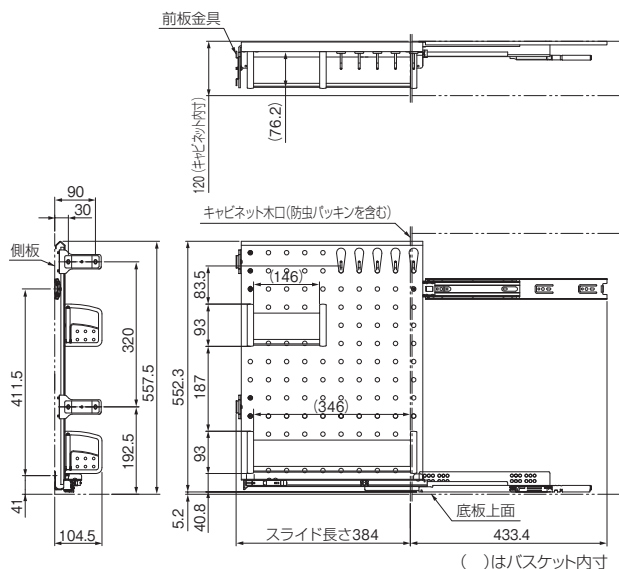 前板金具
120 (キャビネット内寸)
(76.2)
90
30
キャビネット木口(防虫パッキンを含む)
側板
(146)
83.5
93
320
411.5
557.5
552.3
187
(346)
192.5
93
41
5.2
40.8
底板上面
104.5
スライド長さ384
433.4
( )はバスケット内寸